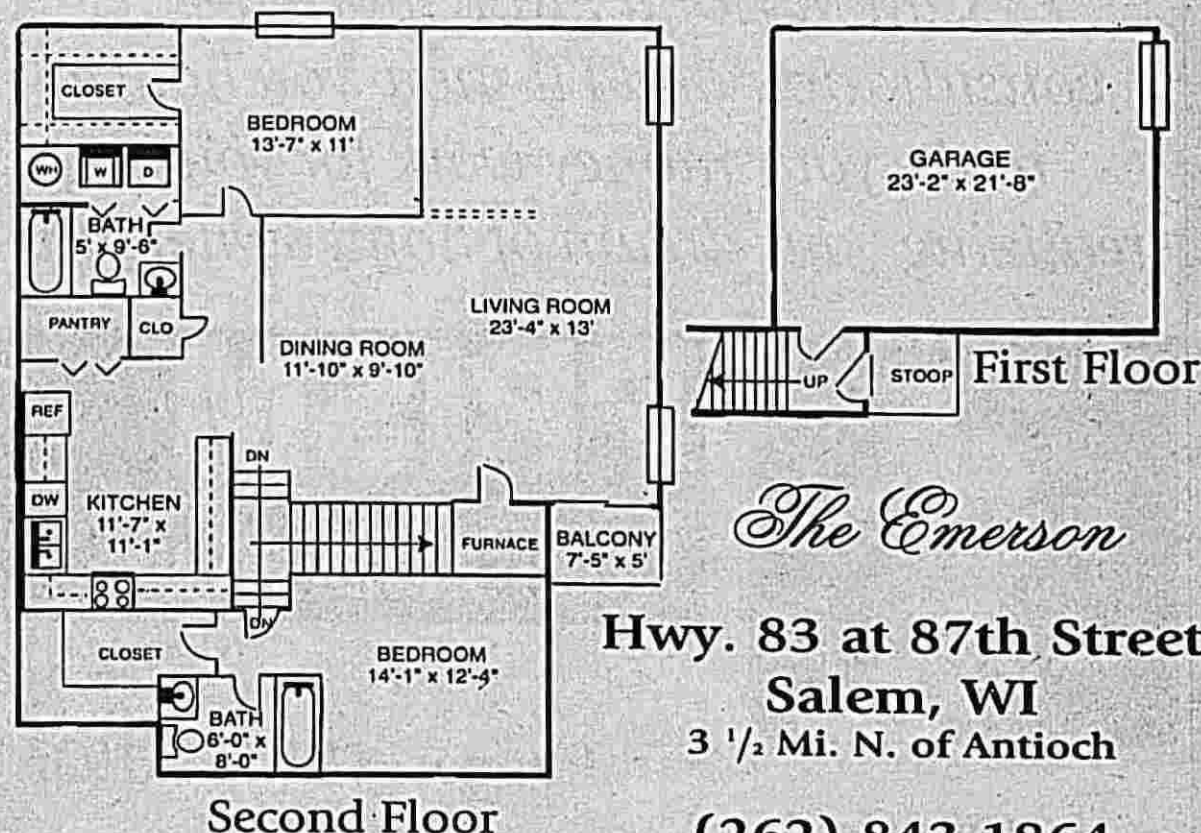 CLOSET
BEDROOM
13'-7" x 11'
WH
W
D
BATH
5' x 9'-6"
PANTRY
CLO
LIVING ROOM
23'-4" x 13'
DINING ROOM
11'-10" x 9'-10"
REF
DW
KITCHEN
11'-7" x
11'-1"
DN
FURNACE
BALCONY
7'-5" x 5'
DN
CLOSET
BEDROOM
14'-1" x 12'-4"
BATH
6'-0" x
8'-0"
Second Floor
GARAGE
23'-2" x 21'-8"
UP
STOOP
First Floor
The Emerson
Hwy. 83 at 87th Street
Salem, WI
3 1/2 Mi. N. of Antioch
(262) 843-1864